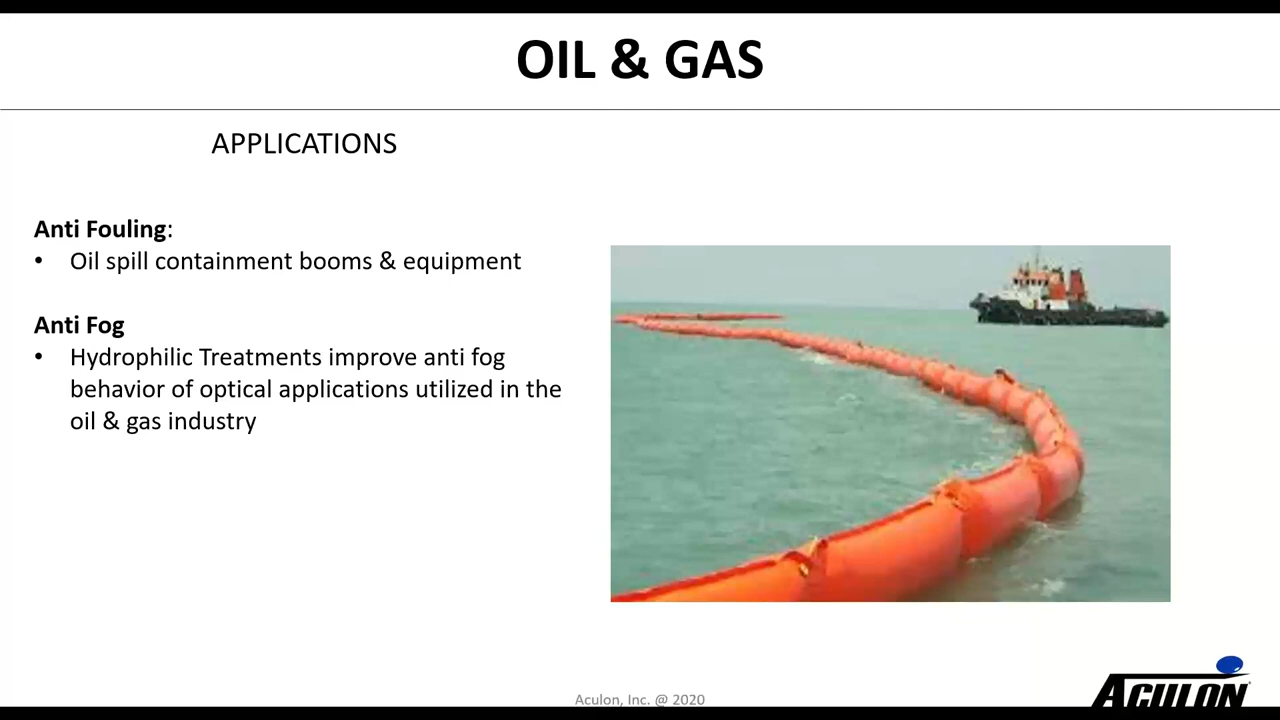 OIL & GAS
APPLICATIONS
Anti Fouling:
• Oil spill containment booms & equipment
Anti Fog
• Hydrophilic Treatments improve anti fog
behavior of optical applications utilized in the
oil & gas industry
Aculon, Inc. @ 2020
ACULON